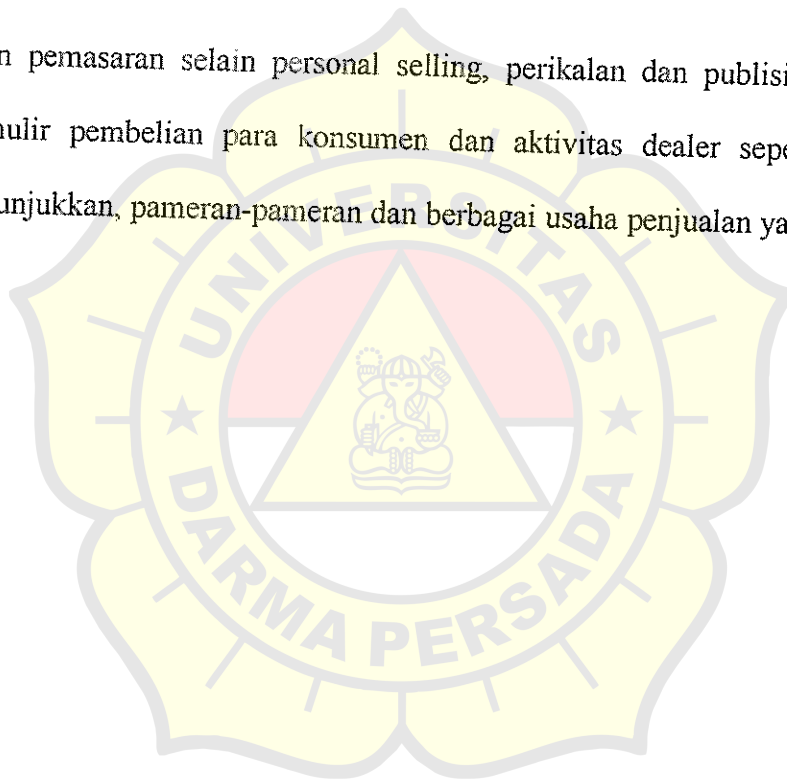 n pemasaran selain personal selling, perikalan dan publisi
nulir pembelian para konsumen dan aktivitas dealer sepe
unjukkan, pameran-pameran dan berbagai usaha penjualan ya
UNIVERSITAS
DARMA PERSADA